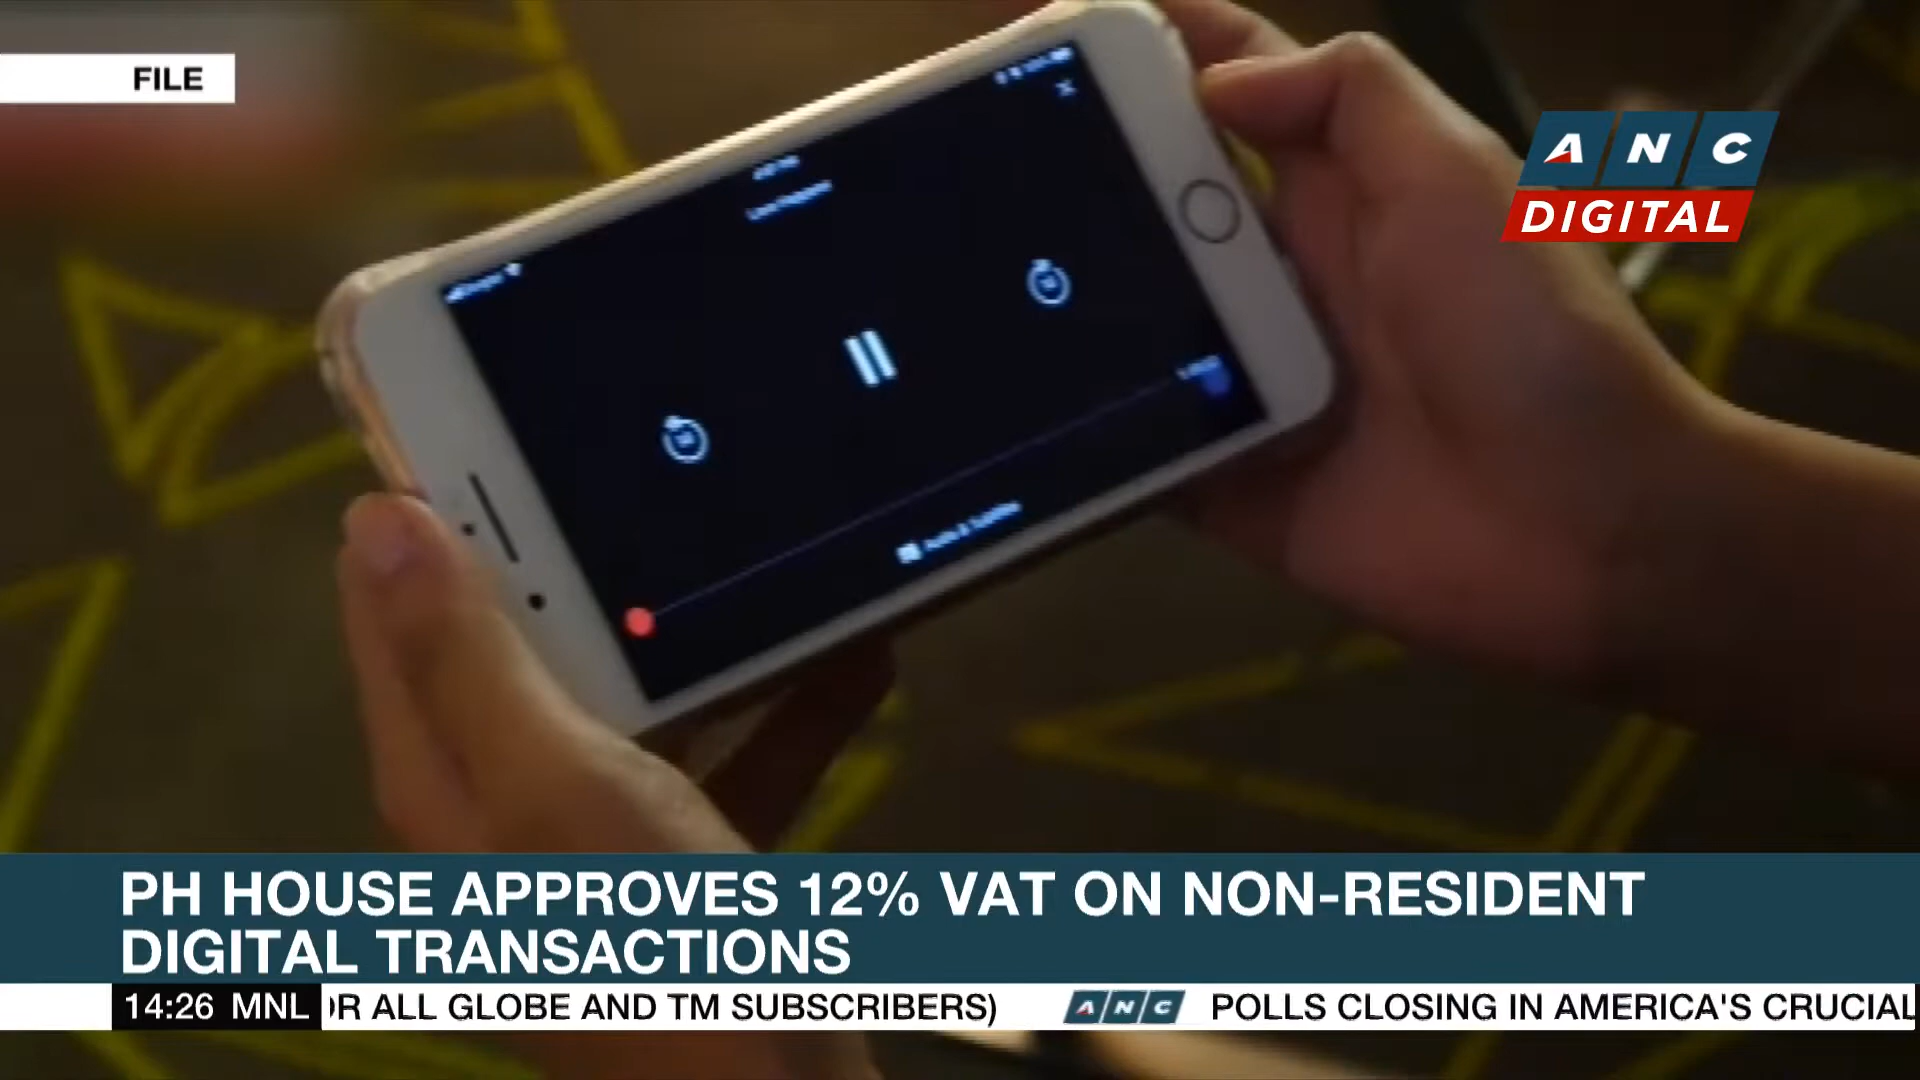 FILE
ANC
DIGITAL
PH HOUSE APPROVES 12% VAT ON NON-RESIDENT
DIGITAL TRANSACTIONS
14:26 MNL
OR ALL GLOBE AND TM SUBSCRIBERS) ANC POLLS CLOSING IN AMERICA'S CRUCIAL